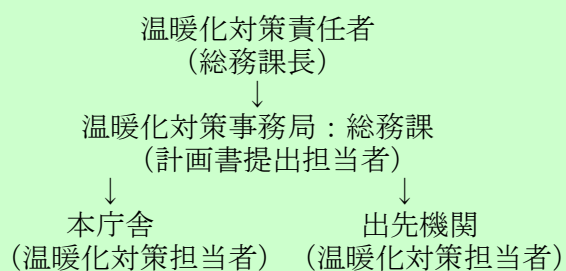 温暖化対策責任者
（総務課長）
↓
温暖化対策事務局：総務課
（計画書提出担当者）
↓ ↓
本庁舎 出先機関
（温暖化対策担当者） （温暖化対策担当者）